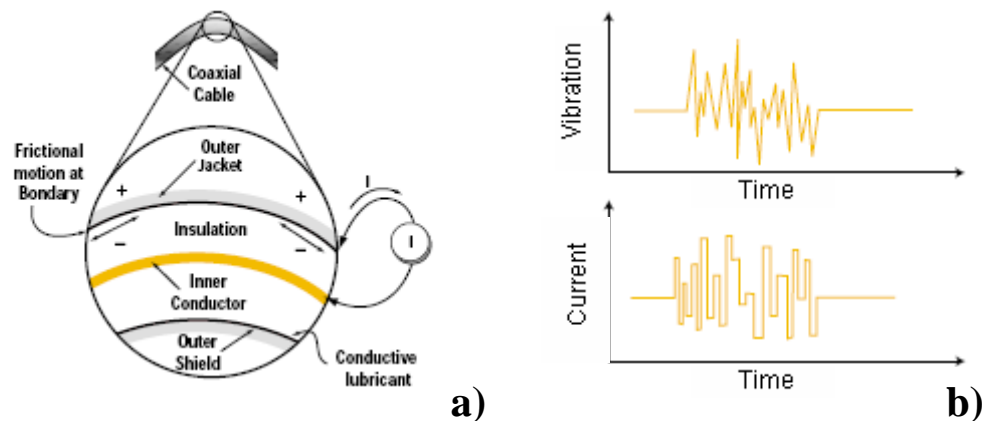 Coaxial
Cable
Outer
Jacket
Frictional
motion at
Bondary
+
+
I
Insulation
−
−
I
Inner
Conductor
Outer
Shield
Conductive
lubricant
a)
Vibration
Time
Current
Time
b)